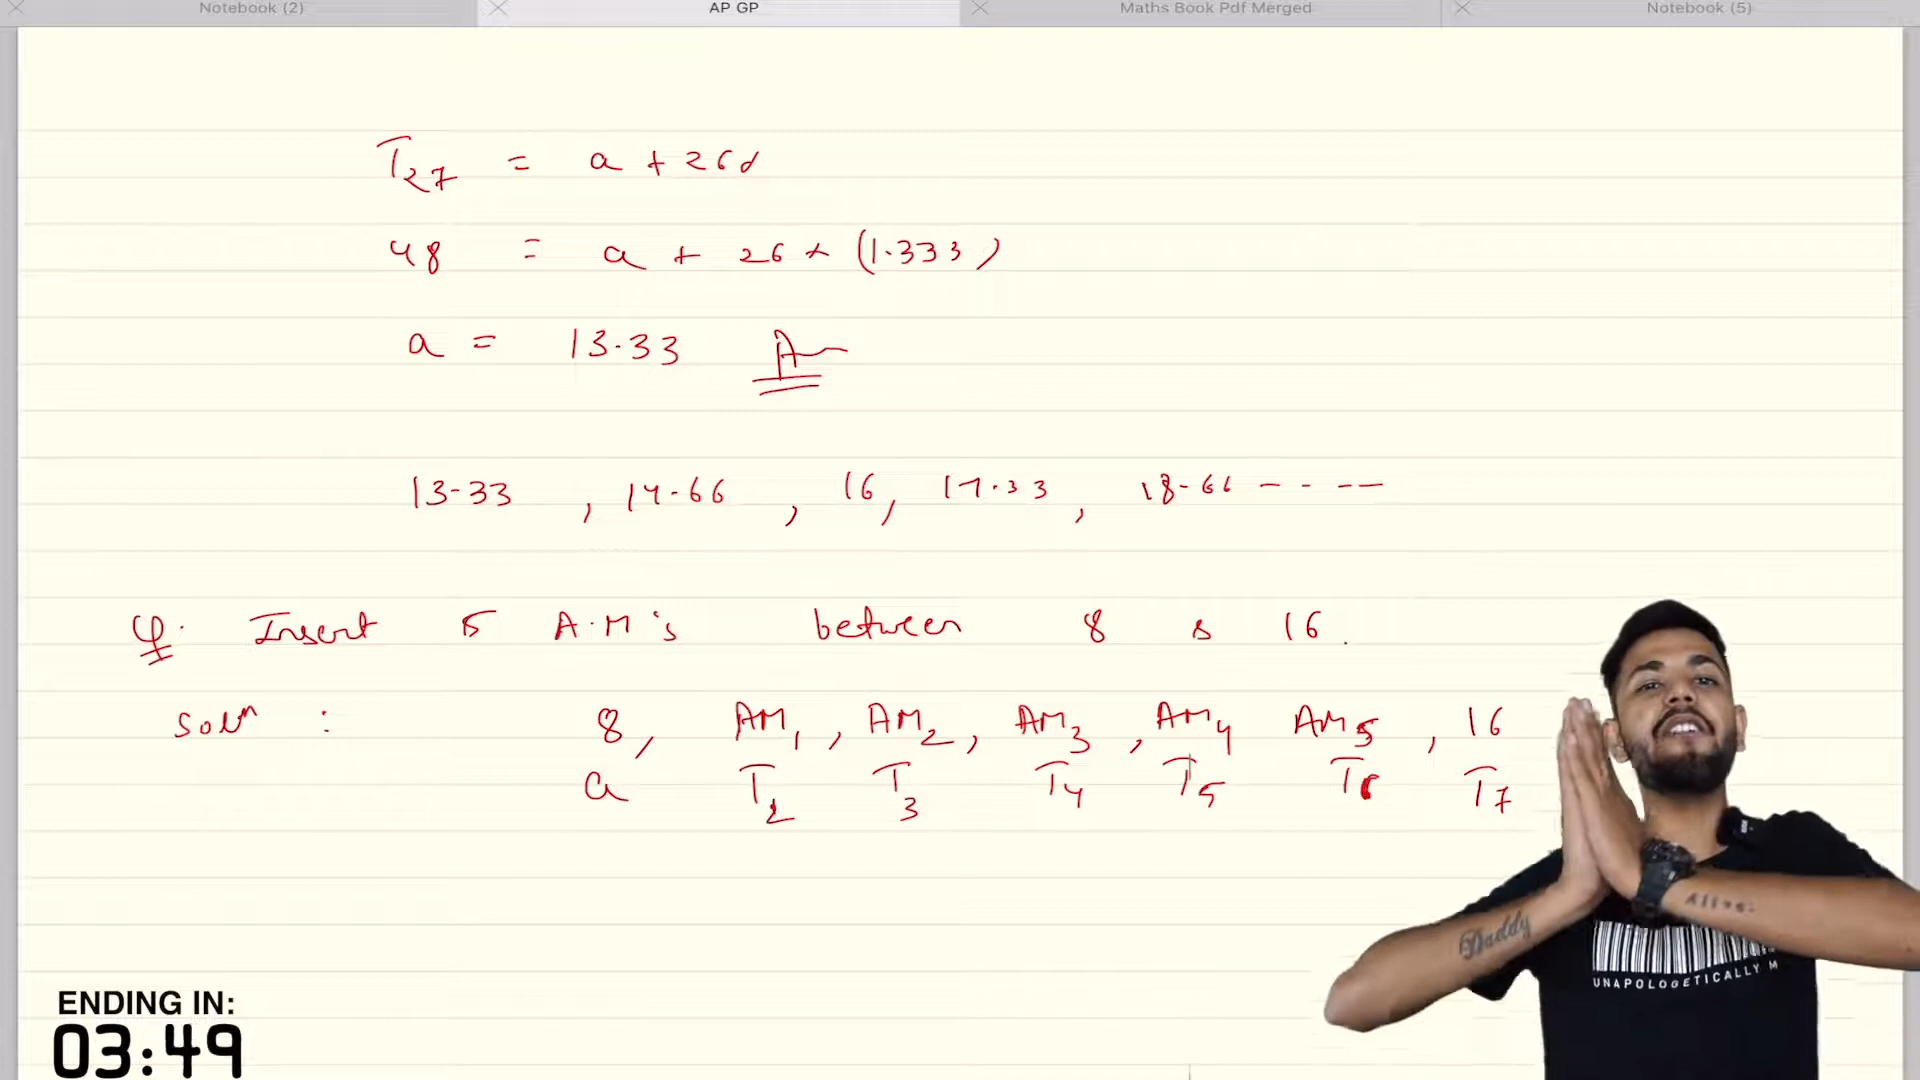 Notebook (2) AP GP Maths Book Pdf Merged Notebook (5)
T27 = a + 26d
48 = a + 26 × (1.333)
a = 13.33 A
13.33 , 14.66 , 16, 17.33 , 18.66 - - - -
Q. Insert 5 A.M's between 8 & 16.
Soln : 8, AM1, AM2, AM3, AM4 AM5, 16
a T2 T3 T4 T5 T6 T7
Daddy
Alive
UNAPOLOGETICALLY M
ENDING IN:
03:49